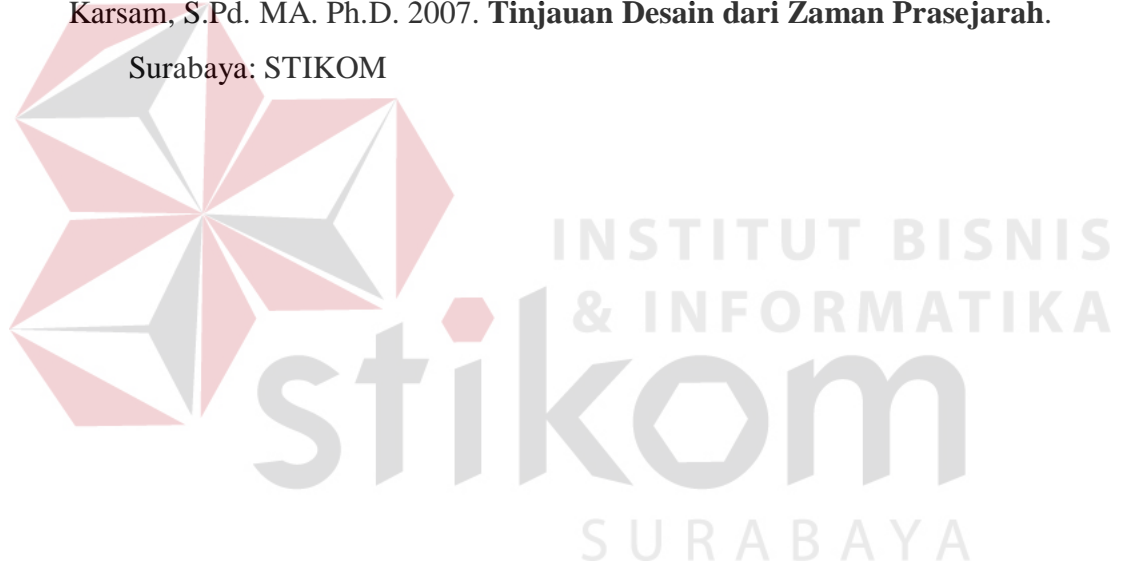 Karsam, S.Pd. MA. Ph.D. 2007. Tinjauan Desain dari Zaman Prasejarah.
Surabaya: STIKOM
INSTITUT BISNIS
& INFORMATIKA
stikom
SURABAYA